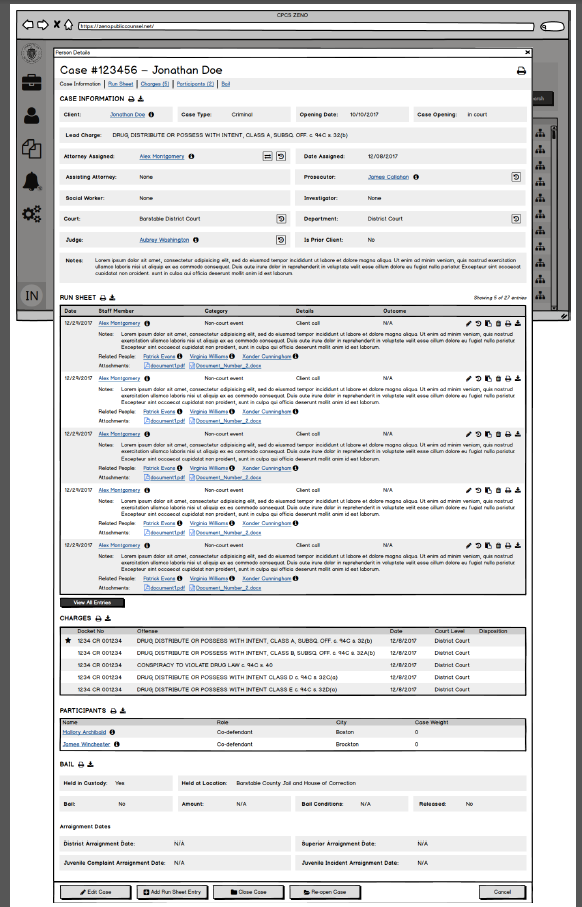 CPCS ZENO
https://zeno.publiccounsel.net/
Person Details
Case #123456 – Jonathan Doe
Case Information | Run Sheet | Charges (5) | Participants (2) | Bail
CASE INFORMATION
Client: Jonathan Doe Case Type: Criminal Opening Date: 10/10/2017 Case Opening: in court
Lead Charge: DRUG, DISTRIBUTE OR POSSESS WITH INTENT, CLASS A, SUBSQ. OFF. c. 94C s. 32(b)
Attorney Assigned: Alex Montgomery Date Assigned: 12/08/2017
Assisting Attorney: None Prosecutor: James Callahan
Social Worker: None Investigator: None
Court: Barstable District Court Department: District Court
Judge: Aubrey Washington Is Prior Client: No
Notes: Lorem ipsum dolor sit amet, consectetur adipisicing elit, sed do eiusmod tempor incididunt ut labore et dolore magna aliqua. Ut enim ad minim veniam, quis nostrud exercitation
ullamco laboris nisi ut aliquip ex ea commodo consequat. Duis aute irure dolor in reprehenderit in voluptate velit esse cillum dolore eu fugiat nulla pariatur. Excepteur sint occaecat
cupidatat non proident, sunt in culpa qui officia deserunt mollit anim id est laborum.
IN
RUN SHEET Showing 5 of 27 entries
Date Staff Member Category Details Outcome
12/29/2017 Alex Montgomery Non-court event Client call N/A
Notes: Lorem ipsum dolor sit amet, consectetur adipisicing elit, sed do eiusmod tempor incididunt ut labore et dolore magna aliqua. Ut enim ad minim veniam, quis nostrud exercitation
ullamco laboris nisi ut aliquip ex ea commodo consequat. Duis aute irure dolor in reprehenderit in voluptate velit esse cillum dolore eu fugiat nulla pariatur. Excepteur
sint occaecat cupidatat non proident, sunt in culpa qui officia deserunt mollit anim id est laborum.
Related People: Patrick Evans Virginia Williams Xander Cunningham
Attachments: document1.pdf Document_Number_2.docx
12/29/2017 Alex Montgomery Non-court event Client call N/A
Notes: Lorem ipsum dolor sit amet, consectetur adipisicing elit, sed do eiusmod tempor incididunt ut labore et dolore magna aliqua. Ut enim ad minim veniam, quis nostrud exercitation
ullamco laboris nisi ut aliquip ex ea commodo consequat. Duis aute irure dolor in reprehenderit in voluptate velit esse cillum dolore eu fugiat nulla pariatur. Excepteur
sint occaecat cupidatat non proident, sunt in culpa qui officia deserunt mollit anim id est laborum.
Related People: Patrick Evans Virginia Williams Xander Cunningham
Attachments: document1.pdf Document_Number_2.docx
12/29/2017 Alex Montgomery Non-court event Client call N/A
Notes: Lorem ipsum dolor sit amet, consectetur adipisicing elit, sed do eiusmod tempor incididunt ut labore et dolore magna aliqua. Ut enim ad minim veniam, quis nostrud exercitation
ullamco laboris nisi ut aliquip ex ea commodo consequat. Duis aute irure dolor in reprehenderit in voluptate velit esse cillum dolore eu fugiat nulla pariatur. Excepteur
sint occaecat cupidatat non proident, sunt in culpa qui officia deserunt mollit anim id est laborum.
Related People: Patrick Evans Virginia Williams Xander Cunningham
Attachments: document1.pdf Document_Number_2.docx
12/29/2017 Alex Montgomery Non-court event Client call N/A
Notes: Lorem ipsum dolor sit amet, consectetur adipisicing elit, sed do eiusmod tempor incididunt ut labore et dolore magna aliqua. Ut enim ad minim veniam, quis nostrud exercitation
ullamco laboris nisi ut aliquip ex ea commodo consequat. Duis aute irure dolor in reprehenderit in voluptate velit esse cillum dolore eu fugiat nulla pariatur. Excepteur
sint occaecat cupidatat non proident, sunt in culpa qui officia deserunt mollit anim id est laborum.
Related People: Patrick Evans Virginia Williams Xander Cunningham
Attachments: document1.pdf Document_Number_2.docx
12/29/2017 Alex Montgomery Non-court event Client call N/A
Notes: Lorem ipsum dolor sit amet, consectetur adipisicing elit, sed do eiusmod tempor incididunt ut labore et dolore magna aliqua. Ut enim ad minim veniam, quis nostrud exercitation
ullamco laboris nisi ut aliquip ex ea commodo consequat. Duis aute irure dolor in reprehenderit in voluptate velit esse cillum dolore eu fugiat nulla pariatur. Excepteur
sint occaecat cupidatat non proident, sunt in culpa qui officia deserunt mollit anim id est laborum.
Related People: Patrick Evans Virginia Williams Xander Cunningham
Attachments: document1.pdf Document_Number_2.docx
View All Entries
CHARGES
Docket No Offense Date Court Level Disposition
1234 CR 001234 DRUG, DISTRIBUTE OR POSSESS WITH INTENT, CLASS A, SUBSQ. OFF. c. 94C s. 32(b) 12/8/2017 District Court
1234 CR 001234 DRUG, DISTRIBUTE OR POSSESS WITH INTENT, CLASS B, SUBSQ. OFF. c. 94C s. 32A(b) 12/8/2017 District Court
1234 CR 001234 CONSPIRACY TO VIOLATE DRUG LAW c. 94C s. 40 12/8/2017 District Court
1234 CR 001234 DRUG, DISTRIBUTE OR POSSESS WITH INTENT CLASS D c. 94C s. 32C(a) 12/8/2017 District Court
1234 CR 001234 DRUG, DISTRIBUTE OR POSSESS WITH INTENT CLASS E c. 94C s. 32D(a) 12/8/2017 District Court
PARTICIPANTS
Name Role City Case Weight
Mallory Archibald Co-defendant Boston 0
James Winchester Co-defendant Brockton 0
BAIL
Held in Custody: Yes Held at Location: Barstable County Jail and House of Correction
Bail: No Amount: N/A Bail Conditions: N/A Released: No
Arraignment Dates
District Arraignment Date: N/A Superior Arraignment Date: N/A
Juvenile Complaint Arraignment Date: N/A Juvenile Incident Arraignment Date: N/A
Edit Case Add Run Sheet Entry Close Case Re-open Case Cancel